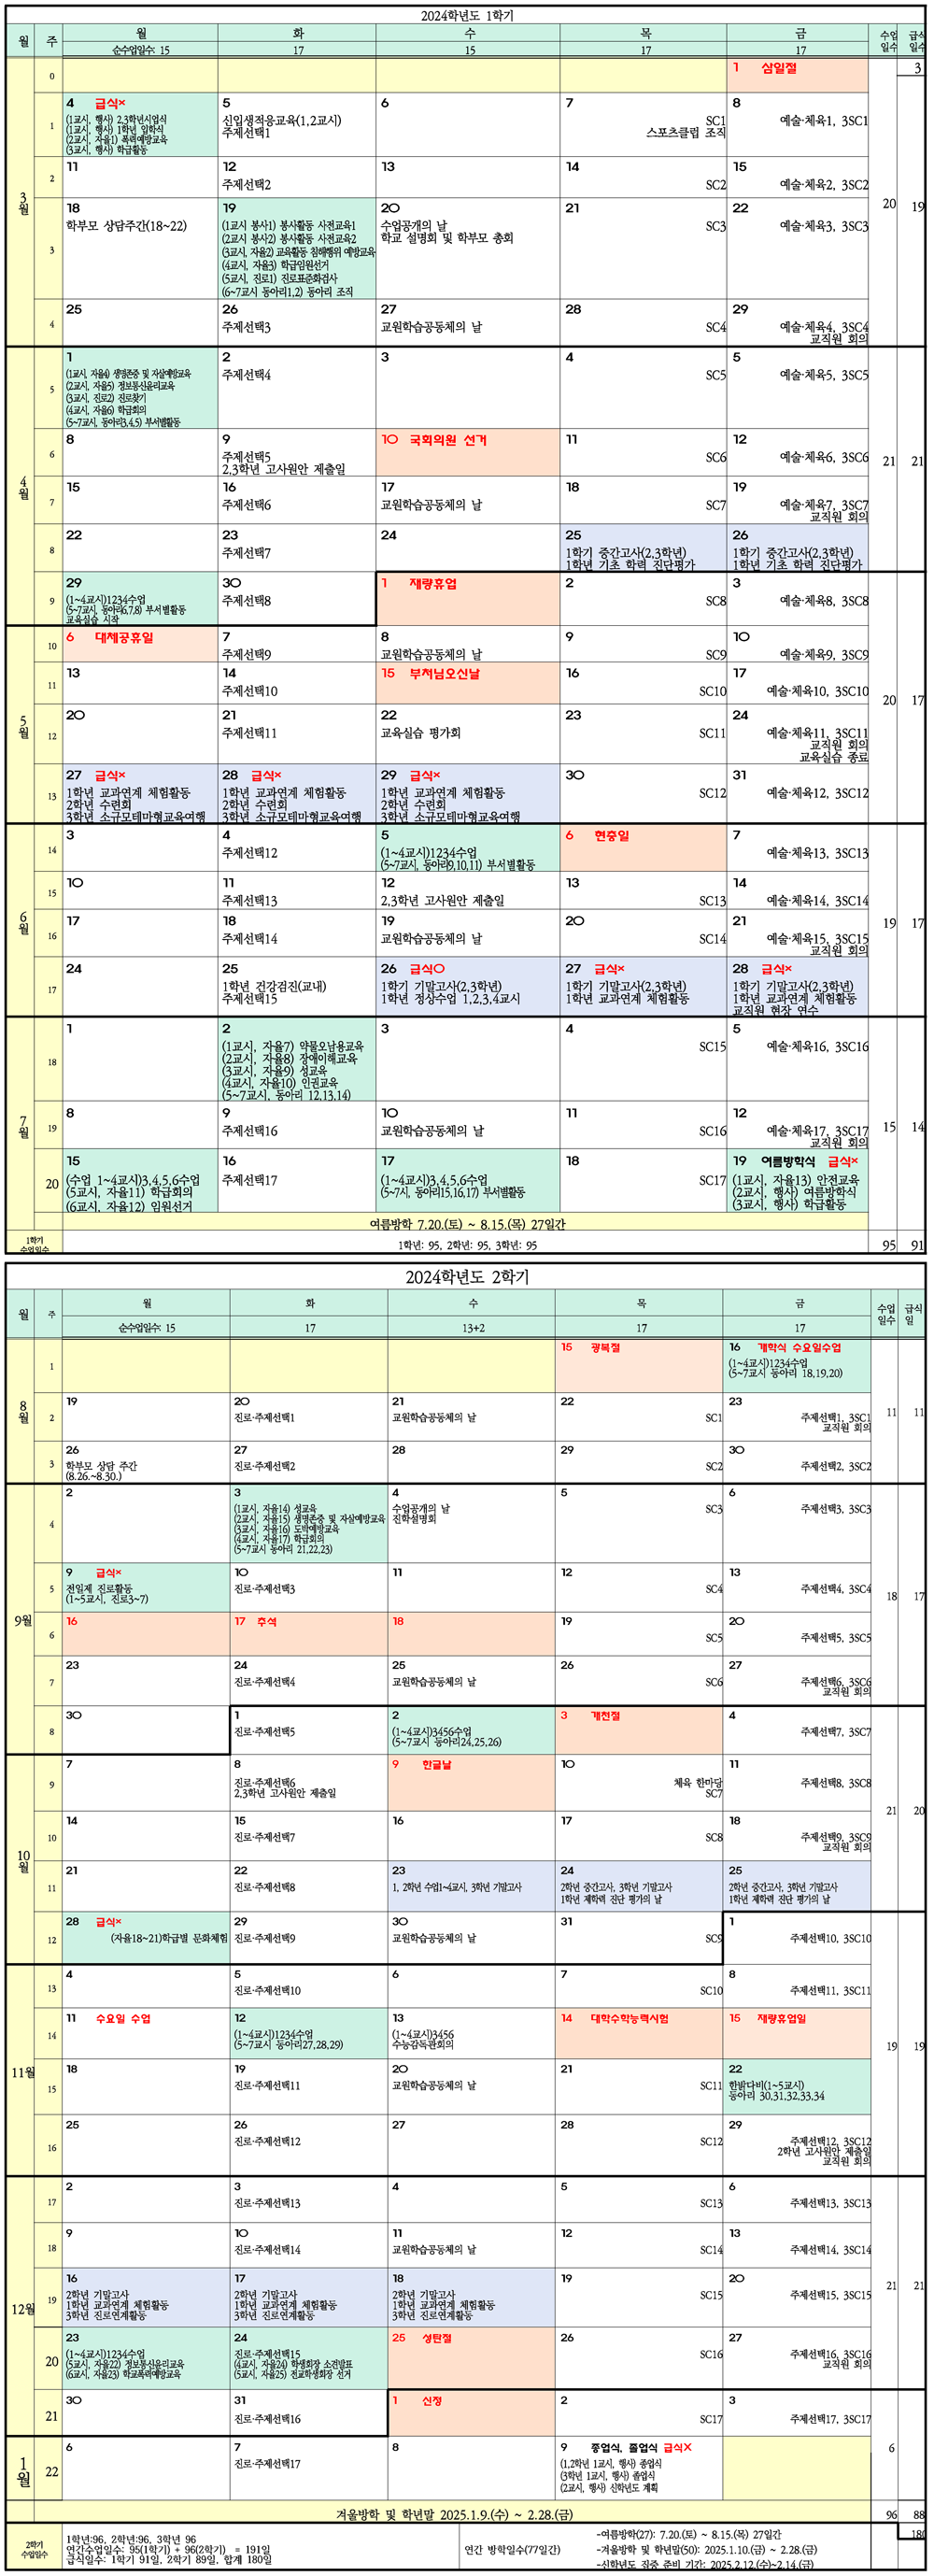 2024학년도 1학기
월 주 월 화 수 목 금 수업일수 급식일수
순수업일수: 15 17 15 17 17
3월
0
1 삼일절
3
1
4 급식×
(1교시, 행사) 2,3학년시업식
(1교시, 행사) 1학년 입학식
(2교시, 자율1) 폭력예방교육
(3교시, 행사) 학급활동
5
신입생적응교육(1,2교시)
주제선택1
6
7
SC1
스포츠클럽 조직
8
예술·체육1, 3SC1
2
11
12
주제선택2
13
14
SC2
15
예술·체육2, 3SC2
20
19
3
18
학부모 상담주간(18~22)
19
(1교시 봉사1) 봉사활동 사전교육1
(2교시 봉사2) 봉사활동 사전교육2
(3교시, 자율2) 교육활동 침해행위 예방교육
(4교시, 자율3) 학급임원선거
(5교시, 진로1) 진로표준화검사
(6~7교시 동아리1,2) 동아리 조직
20
수업공개의 날
학교 설명회 및 학부모 총회
21
SC3
22
예술·체육3, 3SC3
4
25
26
주제선택3
27
교원학습공동체의 날
28
SC4
29
예술·체육4, 3SC4
교직원 회의
4월
5
1
(1교시, 자율4) 생명존중 및 자살예방교육
(2교시, 자율5) 정보통신윤리교육
(3교시, 진로2) 진로찾기
(4교시, 자율6) 학급회의
(5~7교시, 동아리3,4,5) 부서별활동
2
주제선택4
3
4
SC5
5
예술·체육5, 3SC5
6
8
9
주제선택5
2,3학년 고사원안 제출일
10 국회의원 선거
11
SC6
12
예술·체육6, 3SC6
21
21
7
15
16
주제선택6
17
교원학습공동체의 날
18
SC7
19
예술·체육7, 3SC7
교직원 회의
8
22
23
주제선택7
24
25
1학기 중간고사(2,3학년)
1학년 기초 학력 진단평가
26
1학기 중간고사(2,3학년)
1학년 기초 학력 진단평가
9
29
(1~4교시)1234수업
(5~7교시, 동아리6,7,8) 부서별활동
교육실습 시작
30
주제선택8
1 재량휴업
2
SC8
3
예술·체육8, 3SC8
5월
10
6 대체공휴일
7
주제선택9
8
교원학습공동체의 날
9
SC9
10
예술·체육9, 3SC9
11
13
14
주제선택10
15 부처님오신날
16
SC10
17
예술·체육10, 3SC10
20
17
12
20
21
주제선택11
22
교육실습 평가회
23
SC11
24
예술·체육11, 3SC11
교직원 회의
교육실습 종료
13
27 급식×
1학년 교과연계 체험활동
2학년 수련회
3학년 소규모테마형교육여행
28 급식×
1학년 교과연계 체험활동
2학년 수련회
3학년 소규모테마형교육여행
29 급식×
1학년 교과연계 체험활동
2학년 수련회
3학년 소규모테마형교육여행
30
SC12
31
예술·체육12, 3SC12
6월
14
3
4
주제선택12
5
(1~4교시)1234수업
(5~7교시, 동아리9,10,11) 부서별활동
6 현충일
7
예술·체육13, 3SC13
15
10
11
주제선택13
12
2,3학년 고사원안 제출일
13
SC13
14
예술·체육14, 3SC14
16
17
18
주제선택14
19
교원학습공동체의 날
20
SC14
21
예술·체육15, 3SC15
교직원 회의
19
17
17
24
25
1학년 건강검진(교내)
주제선택15
26 급식○
1학기 기말고사(2,3학년)
1학년 정상수업 1,2,3,4교시
27 급식×
1학기 기말고사(2,3학년)
1학년 교과연계 체험활동
28 급식×
1학기 기말고사(2,3학년)
1학년 교과연계 체험활동
교직원 현장 연수
7월
18
1
2
(1교시, 자율7) 약물오남용교육
(2교시, 자율8) 장애이해교육
(3교시, 자율9) 성교육
(4교시, 자율10) 인권교육
(5~7교시, 동아리 12,13,14)
3
4
SC15
5
예술·체육16, 3SC16
19
8
9
주제선택16
10
교원학습공동체의 날
11
SC16
12
예술·체육17, 3SC17
교직원 회의
15
14
20
15
(수업 1~4교시)3,4,5,6수업
(5교시, 자율11) 학급회의
(6교시, 자율12) 임원선거
16
주제선택17
17
(1~4교시)3,4,5,6수업
(5~7시, 동아리15,16,17) 부서별활동
18
SC17
19 여름방학식 급식×
(1교시, 자율13) 안전교육
(2교시, 행사) 여름방학식
(3교시, 행사) 학급활동
여름방학 7.20.(토) ~ 8.15.(목) 27일간
1학기 수업일수
1학년: 95, 2학년: 95, 3학년: 95
95
91
2024학년도 2학기
월 주 월 화 수 목 금 수업일수 급식일
순수업일수: 15 17 13+2 17 17
8월
1
15 광복절
16 개학식 수요일수업
(1~4교시)1234수업
(5~7교시 동아리 18,19,20)
2
19
20
진로·주제선택1
21
교원학습공동체의 날
22
SC1
23
주제선택1, 3SC1
교직원 회의
11
11
3
26
학부모 상담 주간
(8.26.~8.30.)
27
진로·주제선택2
28
29
SC2
30
주제선택2, 3SC2
9월
4
2
3
(1교시, 자율14) 성교육
(2교시, 자율15) 생명존중 및 자살예방교육
(3교시, 자율16) 도박예방교육
(4교시, 자율17) 학급회의
(5~7교시 동아리 21,22,23)
4
수업공개의 날
진학설명회
5
SC3
6
주제선택3, 3SC3
5
9 급식×
전일제 진로활동
(1~5교시, 진로3~7)
10
진로·주제선택3
11
12
SC4
13
주제선택4, 3SC4
18
17
6
16
17 추석
18
19
SC5
20
주제선택5, 3SC5
7
23
24
진로·주제선택4
25
교원학습공동체의 날
26
SC6
27
주제선택6, 3SC6
교직원 회의
8
30
1
진로·주제선택5
2
(1~4교시)3456수업
(5~7교시 동아리24,25,26)
3 개천절
4
주제선택7, 3SC7
10월
9
7
8
진로·주제선택6
2,3학년 고사원안 제출일
9 한글날
10
체육 한마당
SC7
11
주제선택8, 3SC8
21
20
10
14
15
진로·주제선택7
16
17
SC8
18
주제선택9, 3SC9
교직원 회의
11
21
22
진로·주제선택8
23
1, 2학년 수업1~4교시, 3학년 기말고사
24
2학년 중간고사, 3학년 기말고사
1학년 제학력 진단 평가의 날
25
2학년 중간고사, 3학년 기말고사
1학년 제학력 진단 평가의 날
12
28 급식×
(자율18~21)학급별 문화체험
29
진로·주제선택9
30
교원학습공동체의 날
31
SC9
1
주제선택10, 3SC10
11월
13
4
5
진로·주제선택10
6
7
SC10
8
주제선택11, 3SC11
14
11 수요일 수업
12
(1~4교시)1234수업
(5~7교시 동아리27,28,29)
13
(1~4교시)3456
수능감독관회의
14 대학수학능력시험
15 재량휴업일
19
19
15
18
19
진로·주제선택11
20
교원학습공동체의 날
21
SC11
22
한밝다비(1~5교시)
동아리 30,31,32,33,34
16
25
26
진로·주제선택12
27
28
SC12
29
주제선택12, 3SC12
2학년 고사원안 제출일
교직원 회의
12월
17
2
3
진로·주제선택13
4
5
SC13
6
주제선택13, 3SC13
18
9
10
진로·주제선택14
11
교원학습공동체의 날
12
SC14
13
주제선택14, 3SC14
19
16
2학년 기말고사
1학년 교과연계 체험활동
3학년 진로연계활동
17
2학년 기말고사
1학년 교과연계 체험활동
3학년 진로연계활동
18
2학년 기말고사
1학년 교과연계 체험활동
3학년 진로연계활동
19
SC15
20
주제선택15, 3SC15
21
21
20
23
(1~4교시)1234수업
(5교시, 자율22) 정보통신윤리교육
(6교시, 자율23) 학교폭력예방교육
24
진로·주제선택15
(4교시, 자율24) 학생회장 소견발표
(5교시, 자율25) 전교학생회장 선거
25 성탄절
26
SC16
27
주제선택16, 3SC16
교직원 회의
21
30
31
진로·주제선택16
1 신정
2
SC17
3
주제선택17, 3SC17
1월
22
6
7
진로·주제선택17
8
9 종업식, 졸업식 급식X
(1,2학년 1교시, 행사) 종업식
(3학년 1교시, 행사) 졸업식
(2교시, 행사) 신학년도 계획
6
겨울방학 및 학년말 2025.1.9.(수) ~ 2.28.(금)
96
88
2학기 수업일수
1학년:96, 2학년:96, 3학년 96
연간수업일수: 95(1학기) + 96(2학기) = 191일
급식일수: 1학기 91일, 2학기 89일, 합계 180일
연간 방학일수(77일간)
-여름방학(27): 7.20.(토) ~ 8.15.(목) 27일간
-겨울방학 및 학년말(50): 2025.1.10.(금) ~ 2.28.(금)
-신학년도 집중 준비 기간: 2025.2.12.(수)~2.14.(금)
180